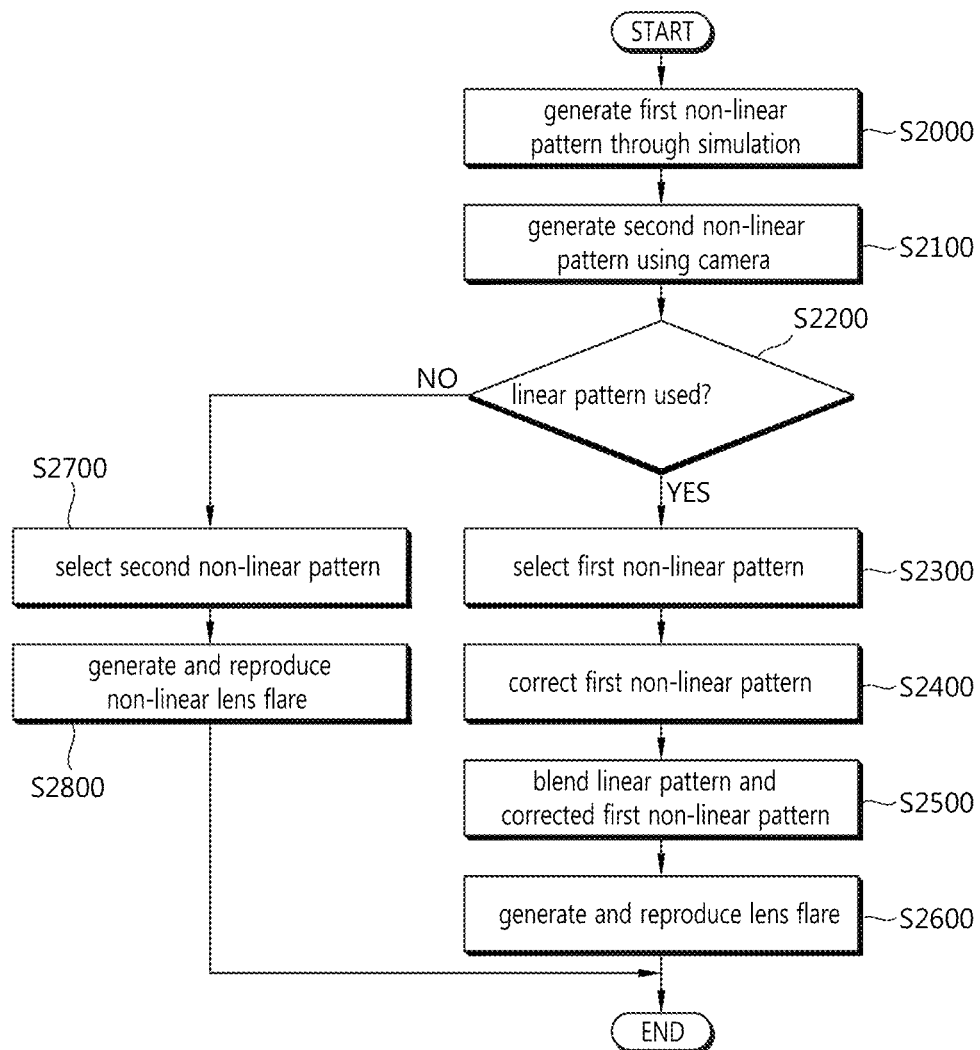 START
generate first non-linear
pattern through simulation
S2000
generate second non-linear
pattern using camera
S2100
S2200
linear pattern used?
NO
YES
S2700
select second non-linear pattern
select first non-linear pattern
S2300
generate and reproduce
non-linear lens flare
S2800
correct first non-linear pattern
S2400
blend linear pattern and
corrected first non-linear pattern
S2500
generate and reproduce lens flare
S2600
END